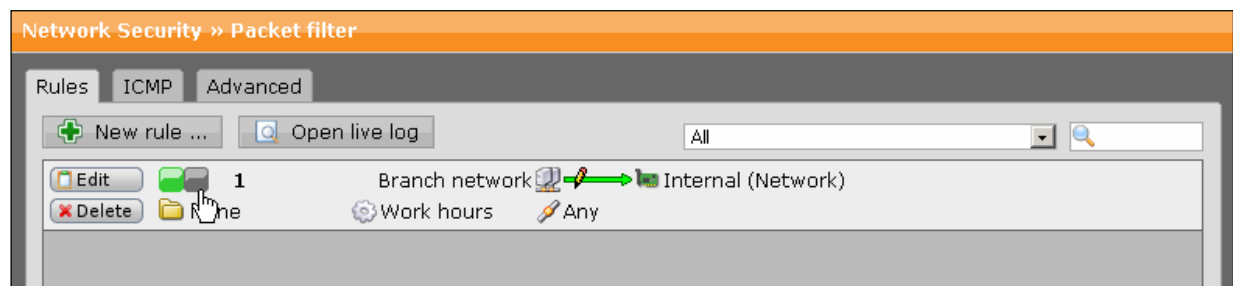 Network Security » Packet filter
Rules ICMP Advanced
New rule ... Open live log All
Edit 1 Branch network Internal (Network)
Delete Work hours Any